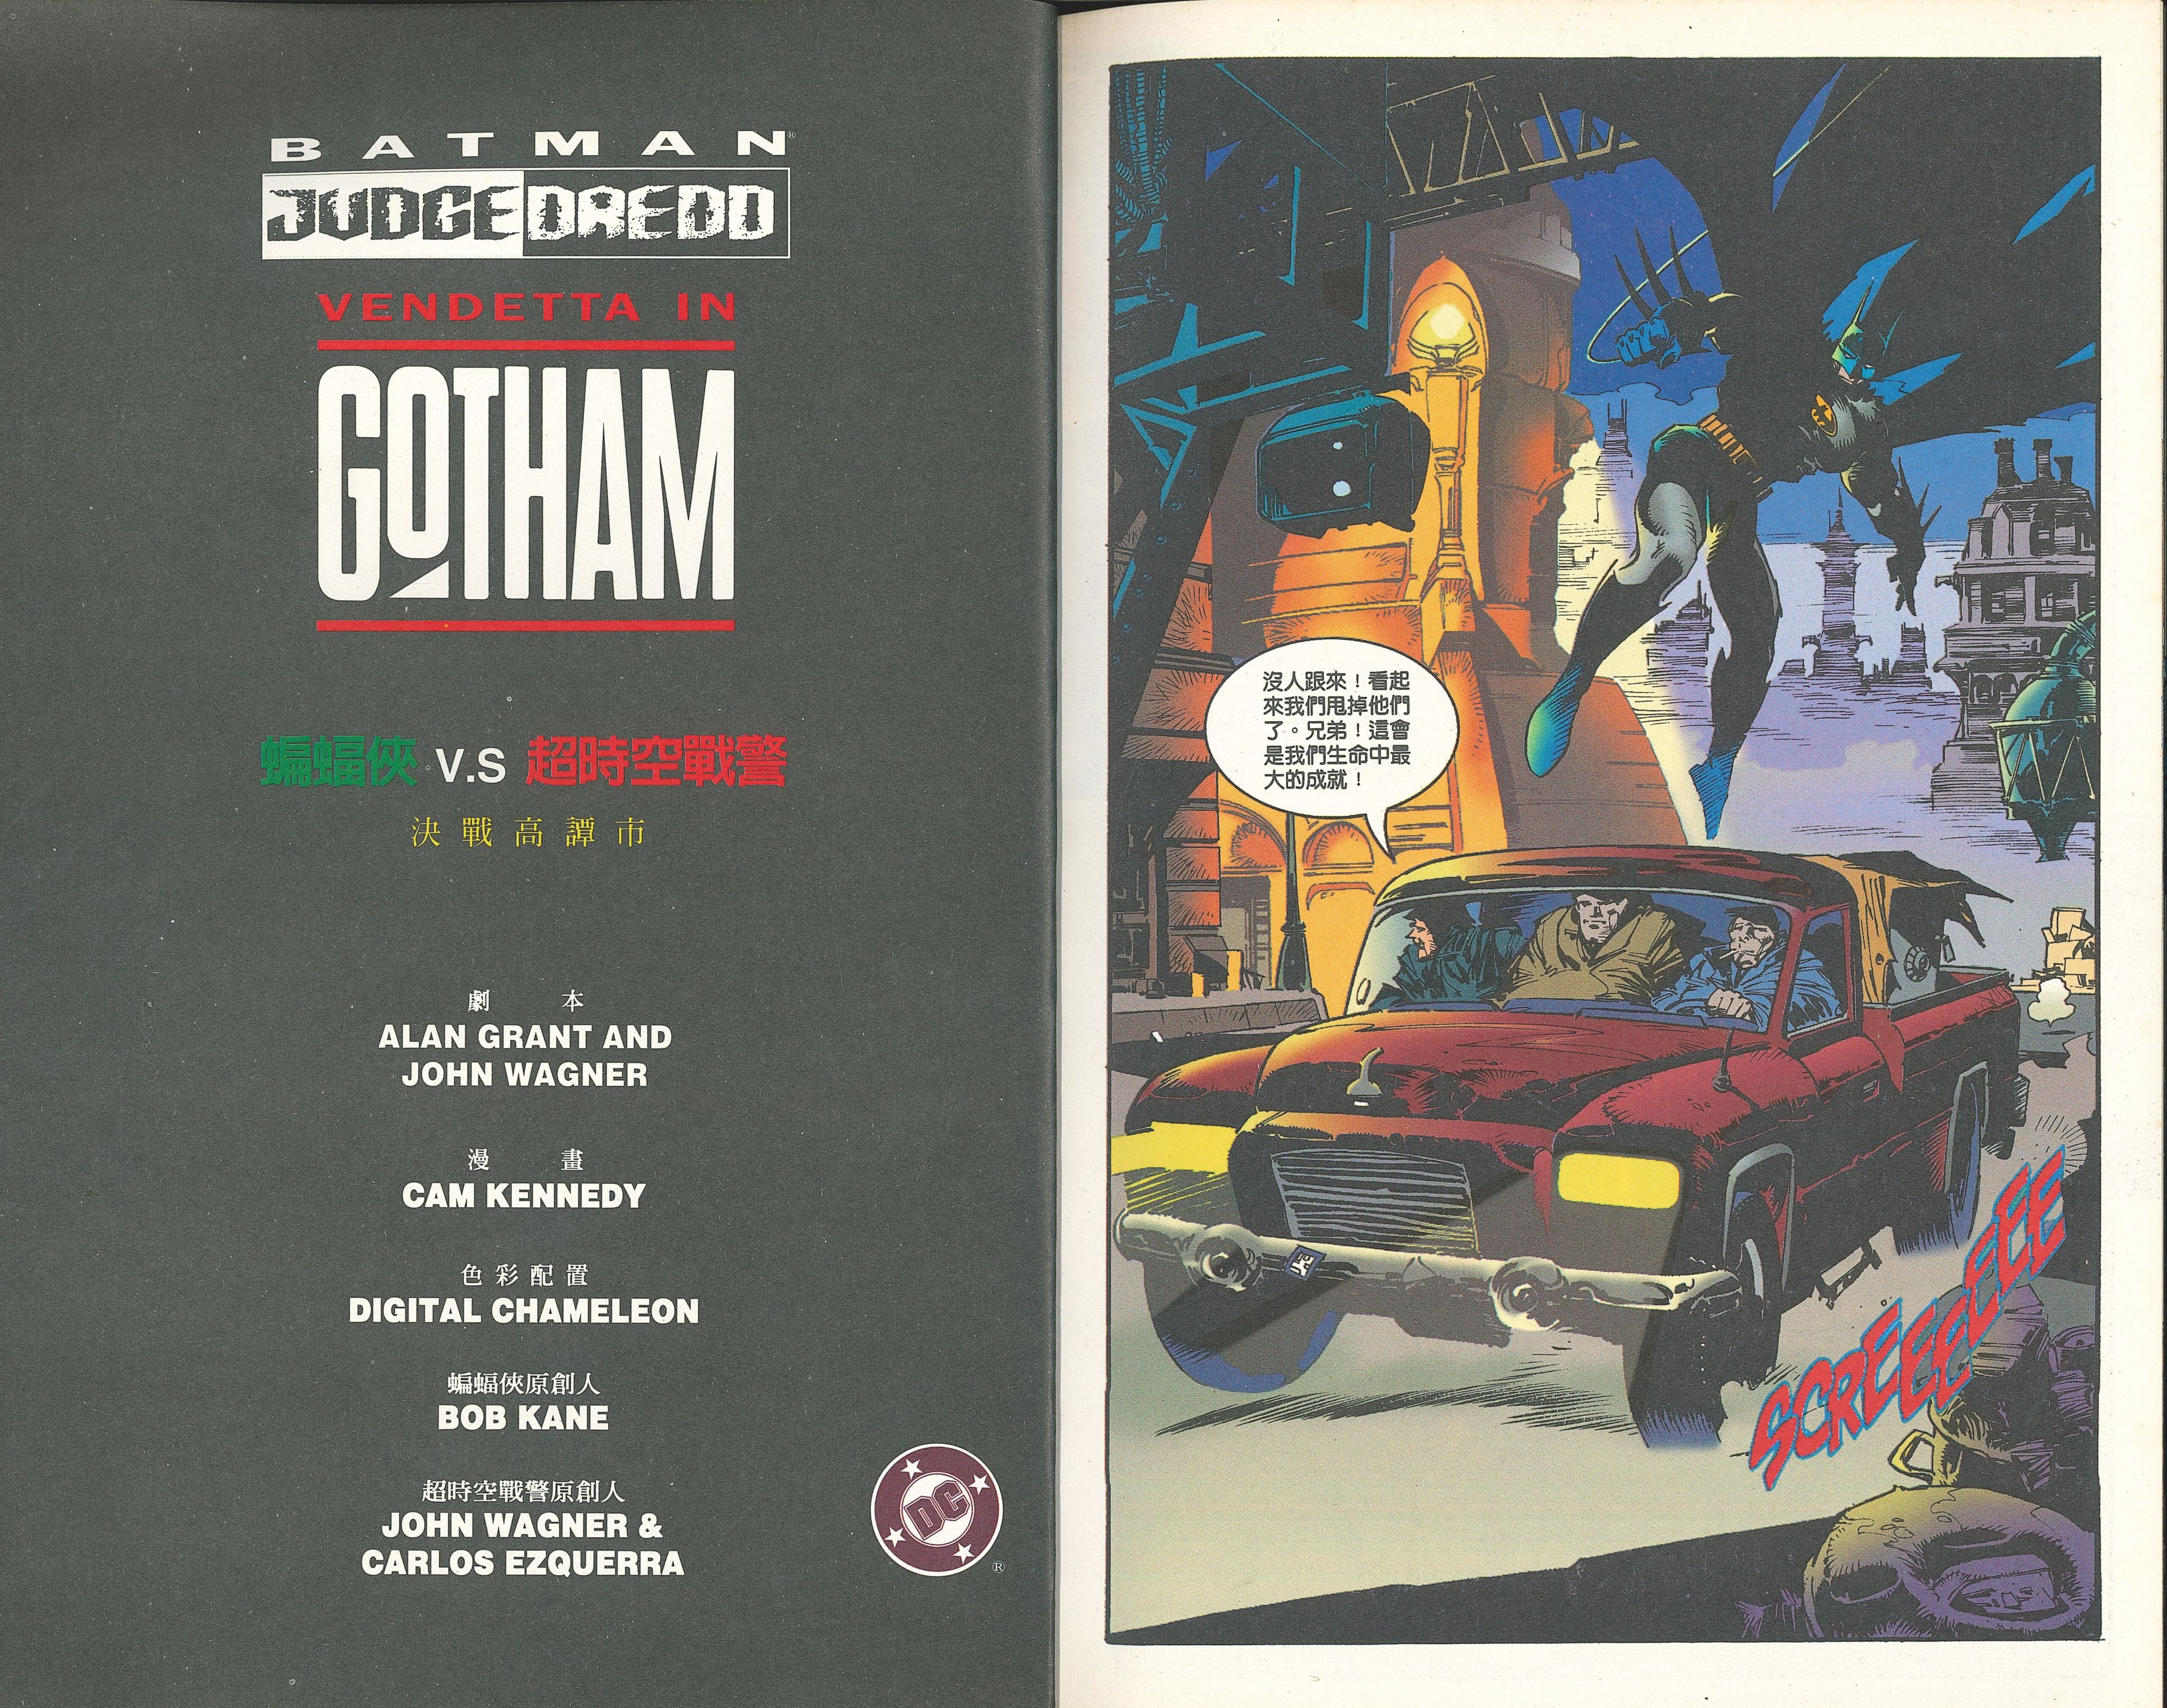 BATMAN®
JUDGE DREDD
VENDETTA IN
GOTHAM
蝙蝠俠 V.S 超時空戰警
決戰高譚市
劇 本
ALAN GRANT AND
JOHN WAGNER
漫 畫
CAM KENNEDY
色彩配置
DIGITAL CHAMELEON
蝙蝠俠原創人
BOB KANE
超時空戰警原創人
JOHN WAGNER &
CARLOS EZQUERRA
DC
®
沒人跟來！看起
來我們甩掉他們
了。兄弟！這會
是我們生命中最
大的成就！
SCREEEEEEEE